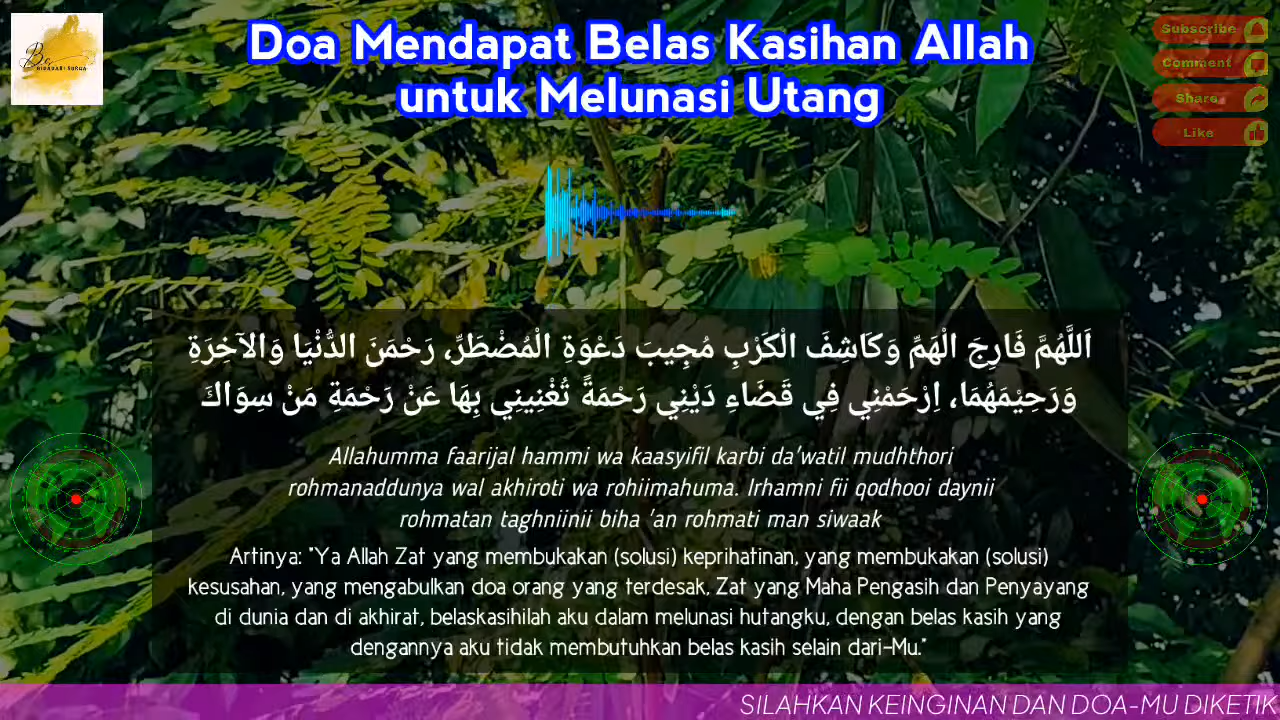 Doa Mendapat Belas Kasihan Allah
untuk Melunasi Utang
Be
BIDADARI SURGA
Subscribe
Comment
Share
Like
اَللَّهُمَّ فَارِجَ الْهَمِّ وَكَاشِفَ الْكَرْبِ مُجِيبَ دَعْوَةِ الْمُضْطَرِّ، رَحْمَنَ الدُّنْيَا وَالآخِرَةِ
وَرَحِيْمَهُمَا، اِرْحَمْنِي فِي قَضَاءِ دَيْنِي رَحْمَةً تُغْنِينِي بِهَا عَنْ رَحْمَةِ مَنْ سِوَاكَ
Allahumma faarijal hammi wa kaasyifil karbi da'watil mudhthori
rohmanaddunya wal akhiroti wa rohiimahuma. Irhamni fii qodhooi daynii
rohmatan taghniinii biha 'an rohmati man siwaak
Artinya: "Ya Allah Zat yang membukakan (solusi) keprihatinan, yang membukakan (solusi)
kesusahan, yang mengabulkan doa orang yang terdesak, Zat yang Maha Pengasih dan Penyayang
di dunia dan di akhirat, belaskasihilah aku dalam melunasi hutangku, dengan belas kasih yang
dengannya aku tidak membutuhkan belas kasih selain dari-Mu."
SILAHKAN KEINGINAN DAN DOA-MU DIKETIK